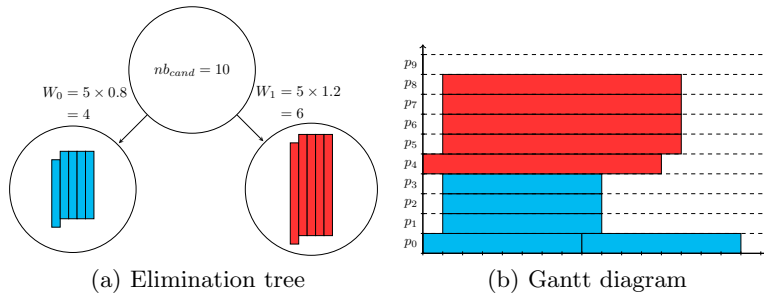 nb_cand = 10
W_0 = 5 × 0.8
= 4
W_1 = 5 × 1.2
= 6
(a) Elimination tree
p_9
p_8
p_7
p_6
p_5
p_4
p_3
p_2
p_1
p_0
(b) Gantt diagram